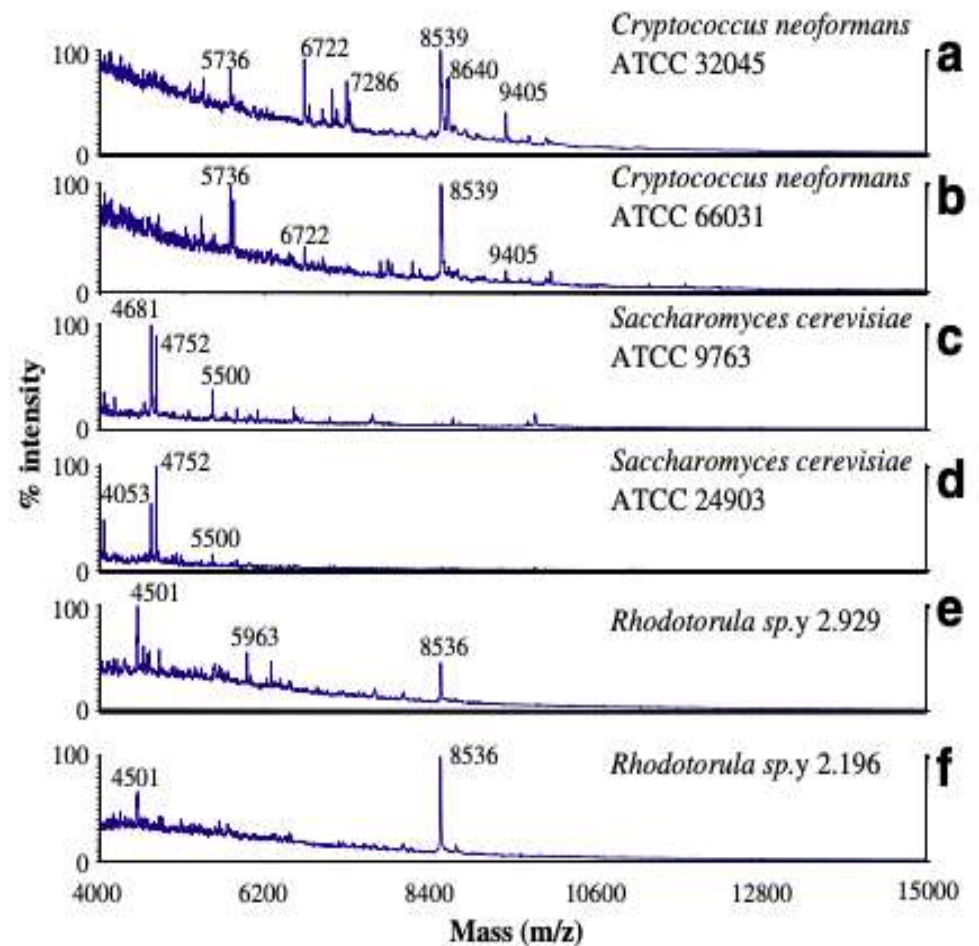 Cryptococcus neoformans
ATCC 32045
a
100
0
5736
6722
7286
8539
8640
9405
Cryptococcus neoformans
ATCC 66031
b
100
0
5736
6722
8539
9405
Saccharomyces cerevisiae
ATCC 9763
c
100
0
4681
4752
5500
Saccharomyces cerevisiae
ATCC 24903
d
100
0
4752
4053
5500
Rhodotorula sp.y 2.929
e
100
0
4501
5963
8536
Rhodotorula sp.y 2.196
f
100
0
4501
8536
% intensity
4000 6200 8400 10600 12800 15000
Mass (m/z)